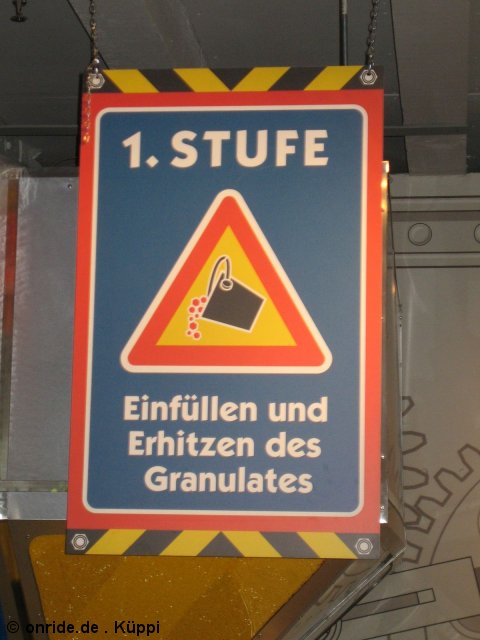 1. STUFE
Einfüllen und
Erhitzen des
Granulates
© onride.de . Küppi